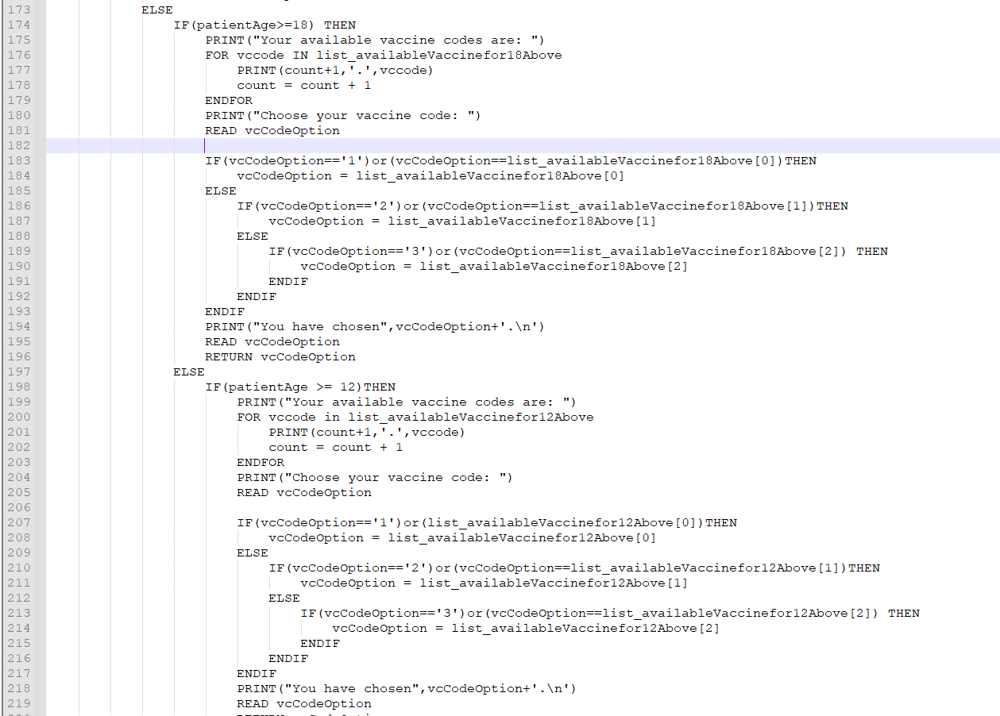 173 ELSE
174 IF(patientAge>=18) THEN
175 PRINT("Your available vaccine codes are: ")
176 FOR vccode IN list_availableVaccinefor18Above
177 PRINT(count+1,'.',vccode)
178 count = count + 1
179 ENDFOR
180 PRINT("Choose your vaccine code: ")
181 READ vcCodeOption
182
183 IF(vcCodeOption=='1')or(vcCodeOption==list_availableVaccinefor18Above[0])THEN
184 vcCodeOption = list_availableVaccinefor18Above[0]
185 ELSE
186 IF(vcCodeOption=='2')or(vcCodeOption==list_availableVaccinefor18Above[1])THEN
187 vcCodeOption = list_availableVaccinefor18Above[1]
188 ELSE
189 IF(vcCodeOption=='3')or(vcCodeOption==list_availableVaccinefor18Above[2]) THEN
190 vcCodeOption = list_availableVaccinefor18Above[2]
191 ENDIF
192 ENDIF
193 ENDIF
194 PRINT("You have chosen",vcCodeOption+'.\n')
195 READ vcCodeOption
196 RETURN vcCodeOption
197 ELSE
198 IF(patientAge >= 12)THEN
199 PRINT("Your available vaccine codes are: ")
200 FOR vccode in list_availableVaccinefor12Above
201 PRINT(count+1,'.',vccode)
202 count = count + 1
203 ENDFOR
204 PRINT("Choose your vaccine code: ")
205 READ vcCodeOption
206
207 IF(vcCodeOption=='1')or(list_availableVaccinefor12Above[0])THEN
208 vcCodeOption = list_availableVaccinefor12Above[0]
209 ELSE
210 IF(vcCodeOption=='2')or(vcCodeOption==list_availableVaccinefor12Above[1])THEN
211 vcCodeOption = list_availableVaccinefor12Above[1]
212 ELSE
213 IF(vcCodeOption=='3')or(vcCodeOption==list_availableVaccinefor12Above[2]) THEN
214 vcCodeOption = list_availableVaccinefor12Above[2]
215 ENDIF
216 ENDIF
217 ENDIF
218 PRINT("You have chosen",vcCodeOption+'.\n')
219 READ vcCodeOption